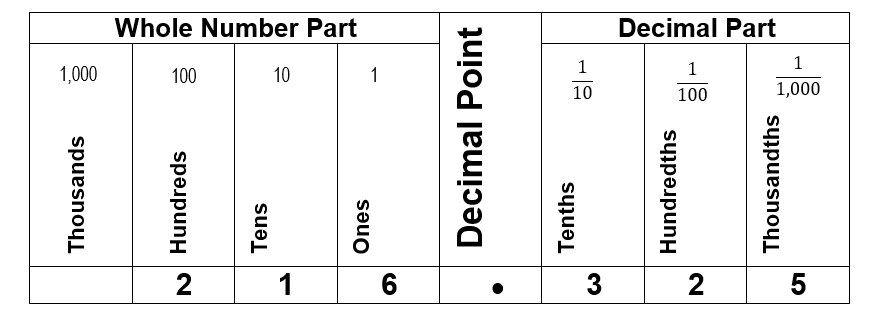 Whole Number Part Decimal Point Decimal Part
1,000 100 10 1 1/10 1/100 1/1,000
Thousands Hundreds Tens Ones Tenths Hundredths Thousandths
2 1 6 . 3 2 5